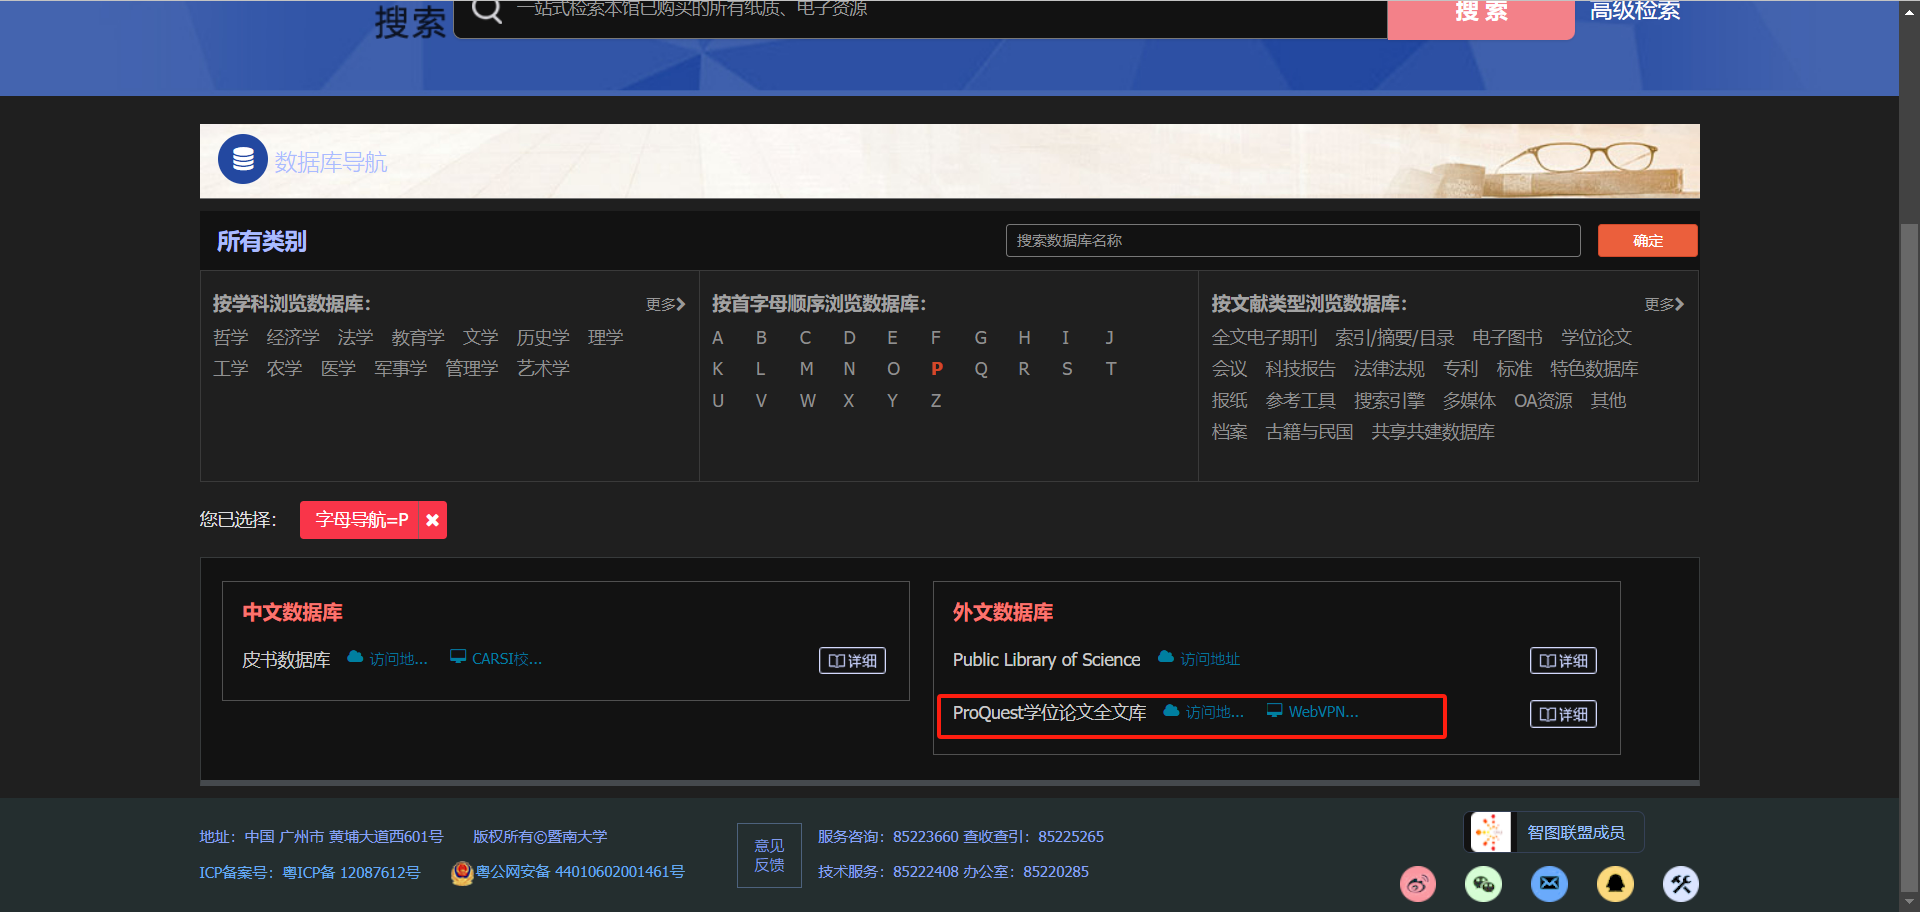 搜索
一站式检索本馆已购买的所有纸质、电子资源
搜 索
高级检索
数据库导航
所有类别
搜索数据库名称
确定
按学科浏览数据库：
更多
哲学 经济学 法学 教育学 文学 历史学 理学
工学 农学 医学 军事学 管理学 艺术学
按首字母顺序浏览数据库：
A B C D E F G H I J
K L M N O P Q R S T
U V W X Y Z
按文献类型浏览数据库：
更多
全文电子期刊 索引/摘要/目录 电子图书 学位论文
会议 科技报告 法律法规 专利 标准 特色数据库
报纸 参考工具 搜索引擎 多媒体 OA资源 其他
档案 古籍与民国 共享共建数据库
您已选择：
字母导航=P
中文数据库
皮书数据库 访问地... CARSI校...
详细
外文数据库
Public Library of Science 访问地址
详细
ProQuest学位论文全文库 访问地... WebVPN...
详细
地址：中国 广州市 黄埔大道西601号 版权所有©暨南大学
ICP备案号：粤ICP备 12087612号 粤公网安备 44010602001461号
意见
反馈
服务咨询：85223660 查收查引：85225265
技术服务：85222408 办公室：85220285
智图联盟成员